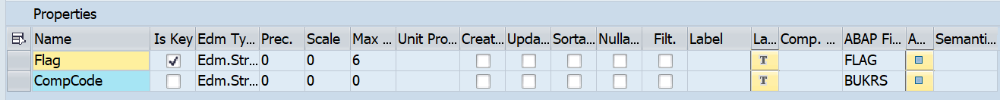 Properties
Name Is Key Edm Ty... Prec. Scale Max ... Unit Pro... Creat... Upda... Sorta... Nulla... Filt. Label La... Comp. ... ABAP Fi... A... Semanti...
Flag Edm.Str... 0 0 6 T FLAG
CompCode Edm.Str... 0 0 0 T BUKRS